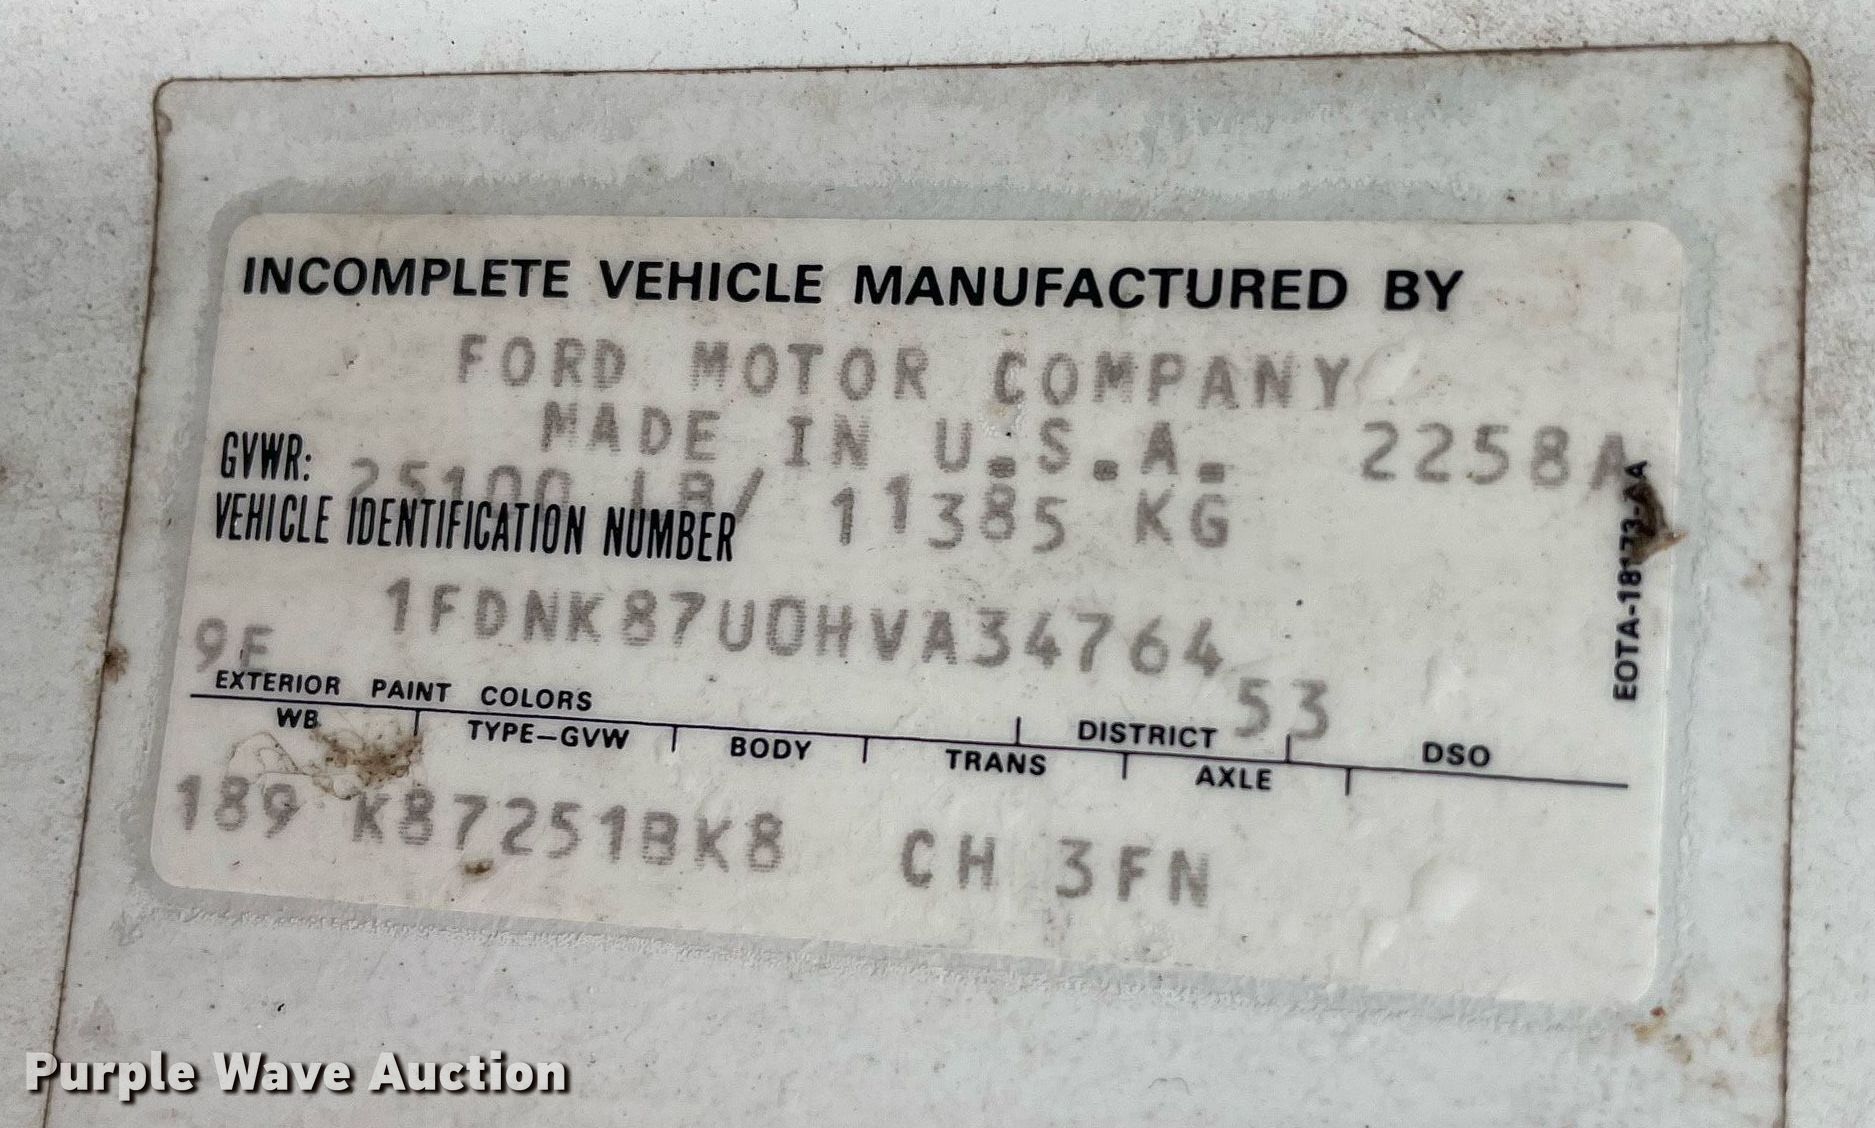 INCOMPLETE VEHICLE MANUFACTURED BY
FORD MOTOR COMPANY
MADE IN U.S.A. 2258A
GVWR: 25100 LB/ 11385 KG
VEHICLE IDENTIFICATION NUMBER
1FDNK87U0HVA34764
9E 53
EXTERIOR PAINT COLORS DISTRICT DSO
WB TYPE-GVW BODY TRANS AXLE
189 K87251BK8 CH 3FN
EOTA-18173-AA
Purple Wave Auction